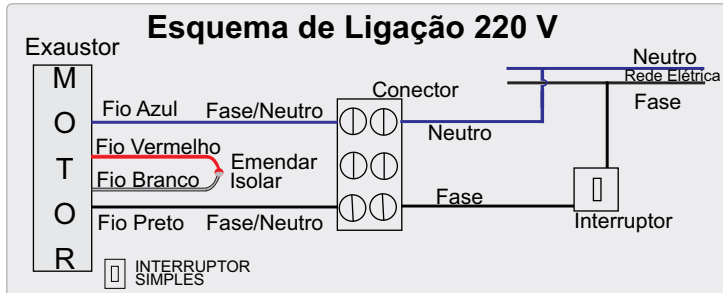 Esquema de Ligação 220 V
Exaustor
MOTOR
Fio Azul
Fase/Neutro
Fio Vermelho
Fio Branco
Emendar
Isolar
Fio Preto
Fase/Neutro
Conector
Neutro
Neutro
Rede Elétrica
Fase
Fase
Interruptor
INTERRUPTOR
SIMPLES